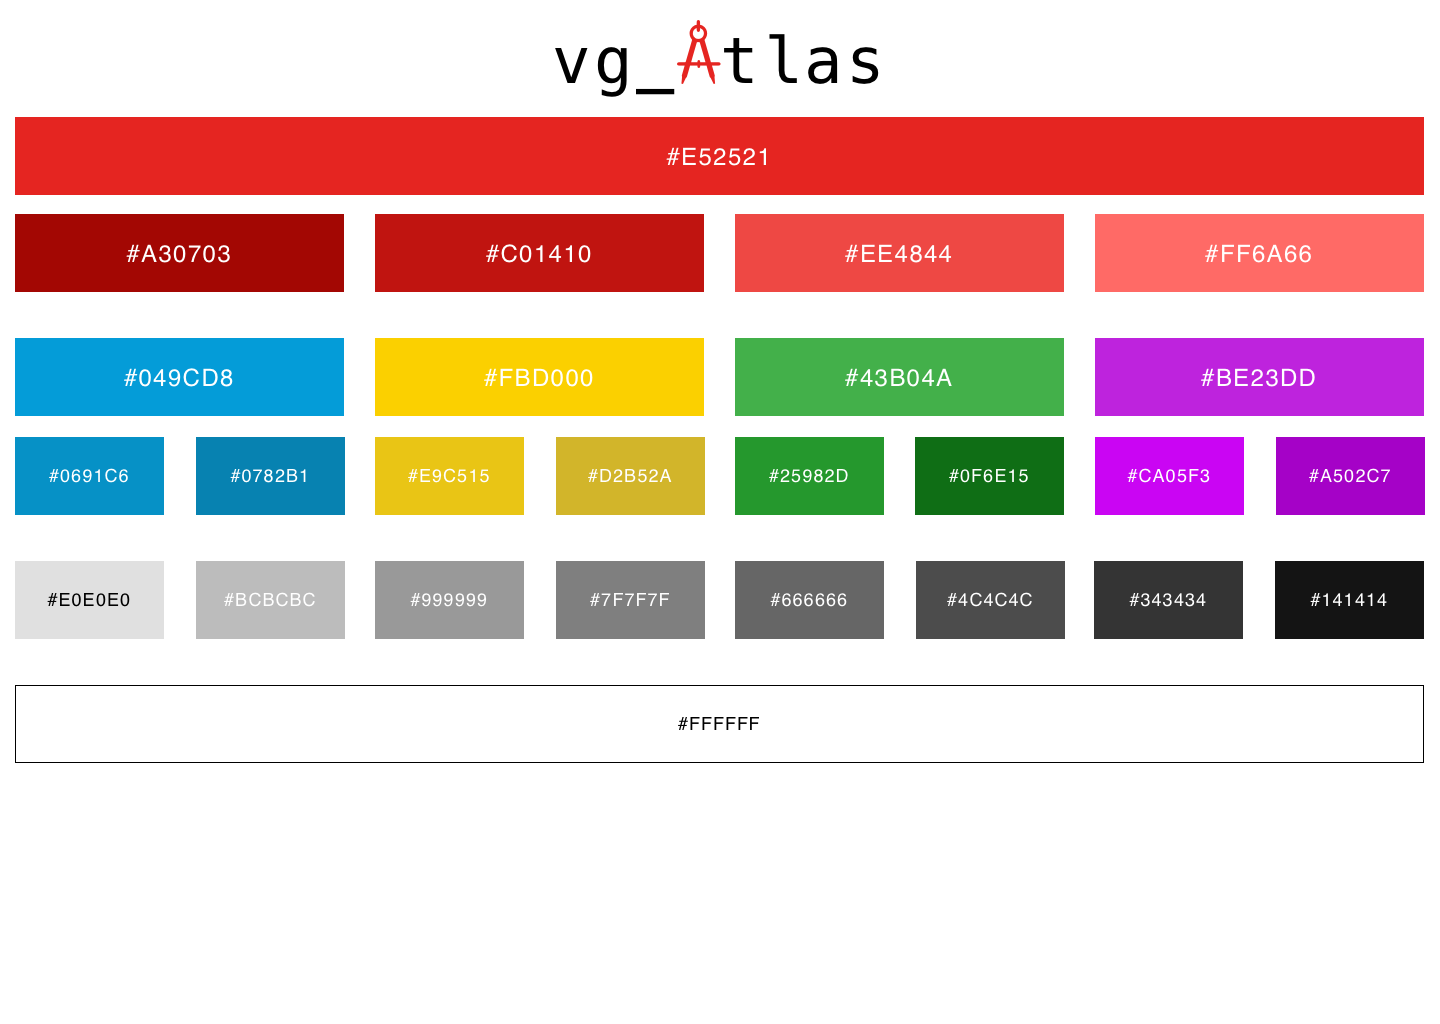 vg_Atlas
#E52521
#A30703 #C01410 #EE4844 #FF6A66
#049CD8 #FBD000 #43B04A #BE23DD
#0691C6 #0782B1 #E9C515 #D2B52A #25982D #0F6E15 #CA05F3 #A502C7
#E0E0E0 #BCBCBC #999999 #7F7F7F #666666 #4C4C4C #343434 #141414
#FFFFFF